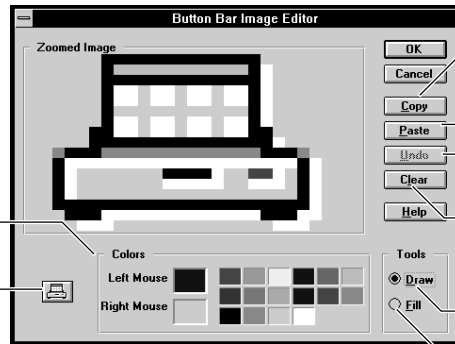 Button Bar Image Editor
Zoomed Image
OK
Cancel
Copy
Paste
Undo
Clear
Help
Colors
Left Mouse
Right Mouse
Tools
Draw
Fill